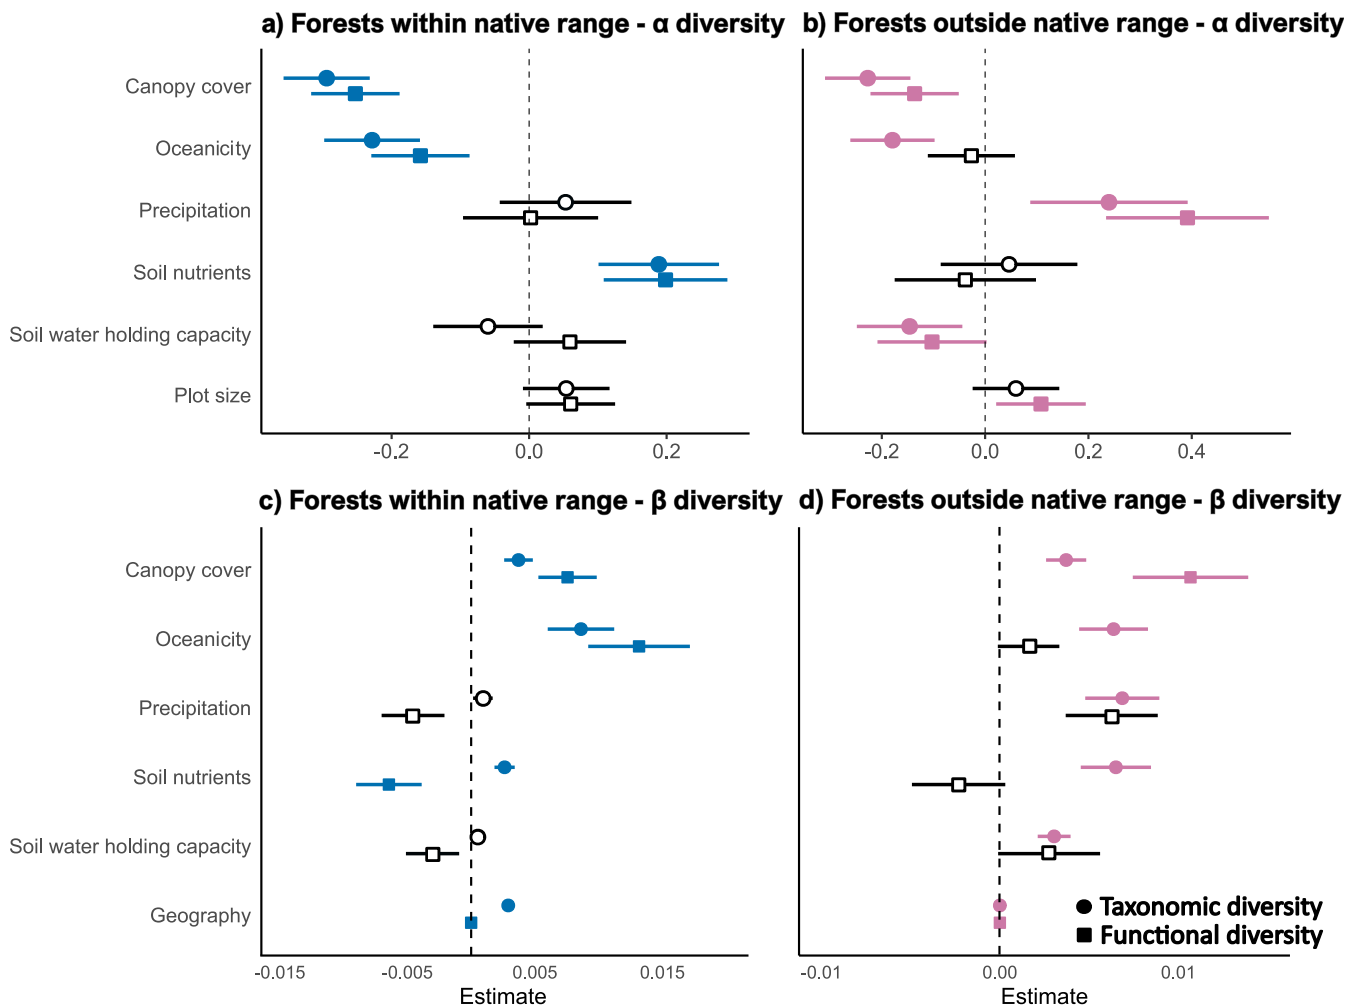 a) Forests within native range - α diversity
b) Forests outside native range - α diversity
Canopy cover
Oceanicity
Precipitation
Soil nutrients
Soil water holding capacity
Plot size
-0.2 0.0 0.2
-0.2 0.0 0.2 0.4
c) Forests within native range - β diversity
d) Forests outside native range - β diversity
Canopy cover
Oceanicity
Precipitation
Soil nutrients
Soil water holding capacity
Geography
Taxonomic diversity
Functional diversity
-0.015 -0.005 0.005 0.015
-0.01 0.00 0.01
Estimate
Estimate